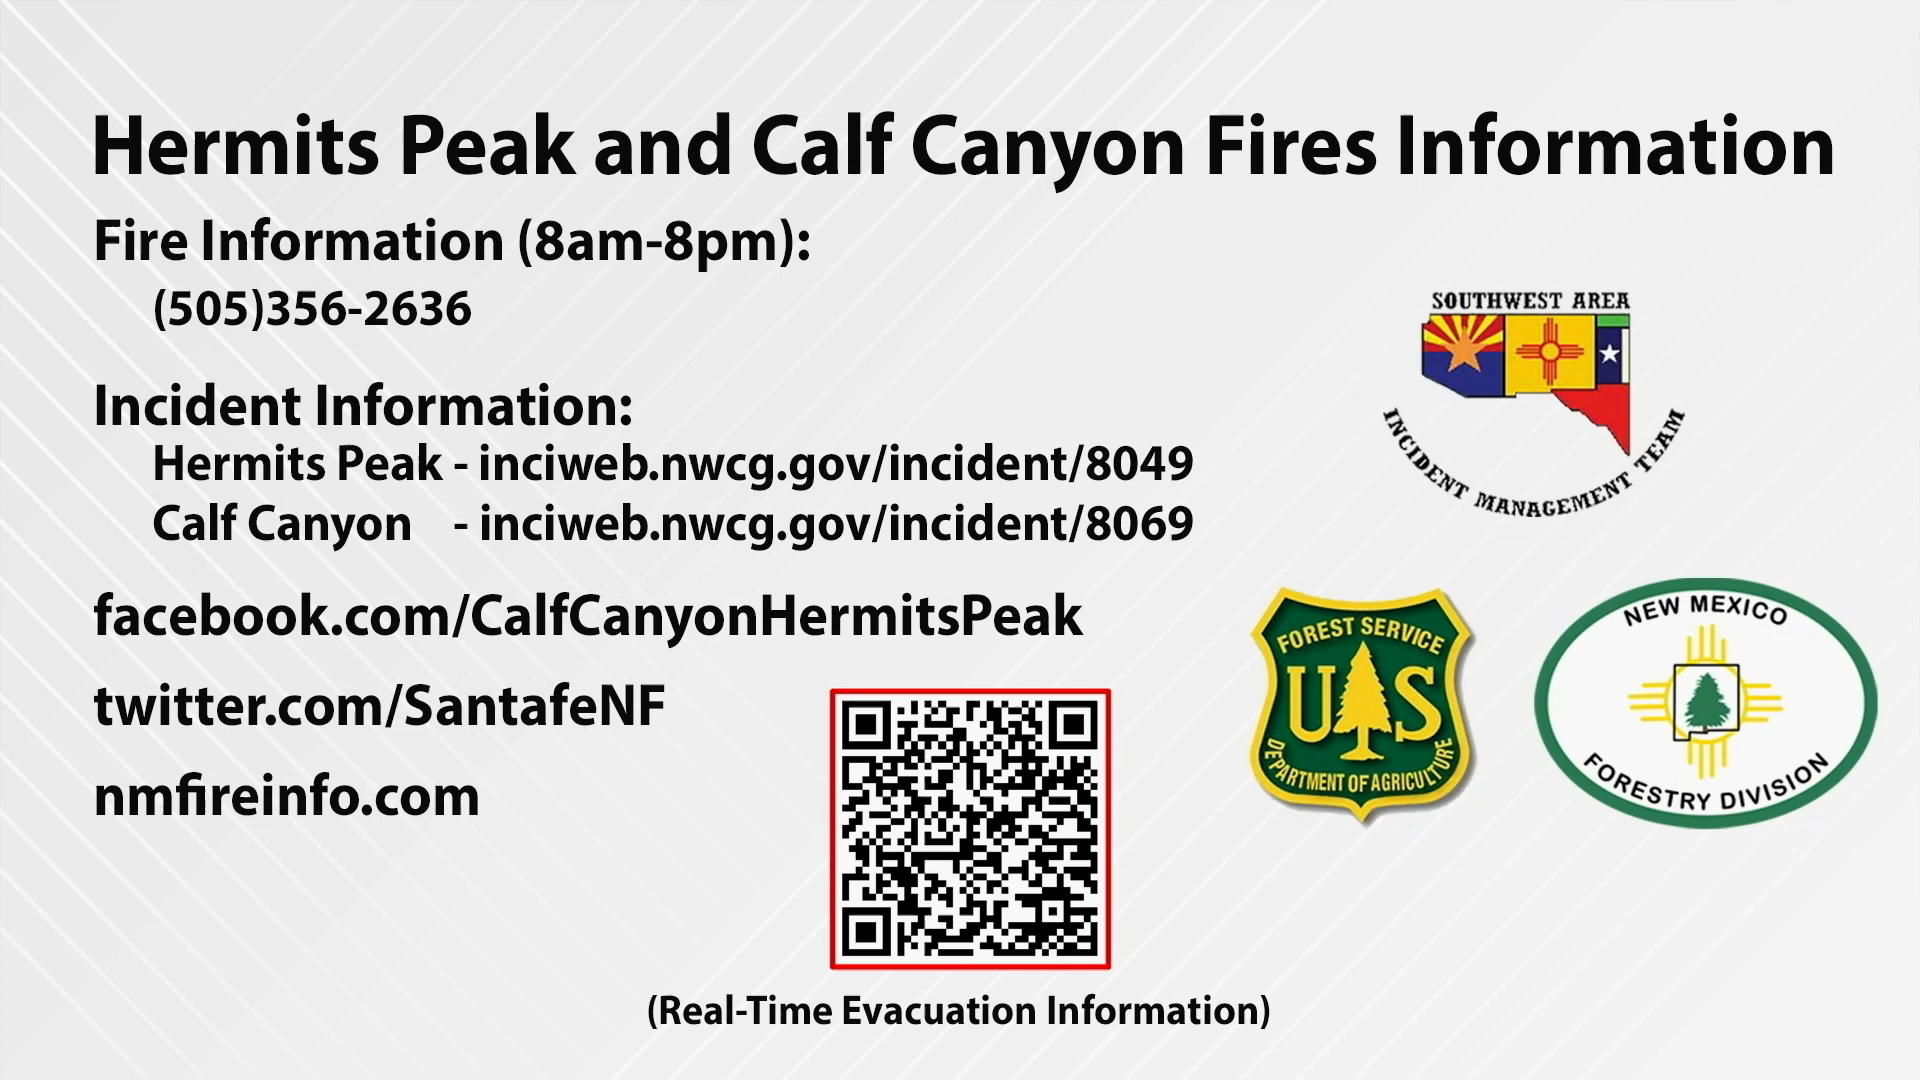 Hermits Peak and Calf Canyon Fires Information
Fire Information (8am-8pm):
(505)356-2636
Incident Information:
Hermits Peak - inciweb.nwcg.gov/incident/8049
Calf Canyon - inciweb.nwcg.gov/incident/8069
facebook.com/CalfCanyonHermitsPeak
twitter.com/SantafeNF
nmfireinfo.com
(Real-Time Evacuation Information)
SOUTHWEST AREA
INCIDENT MANAGEMENT TEAM
FOREST SERVICE
U S
DEPARTMENT OF AGRICULTURE
NEW MEXICO
FORESTRY DIVISION